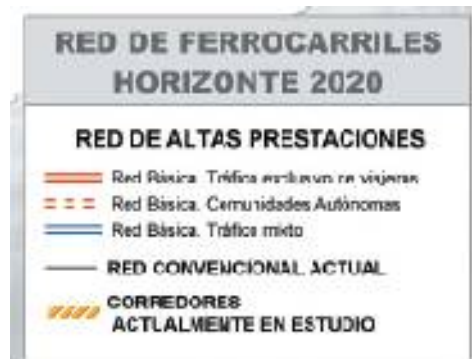 RED DE FERROCARRILES
HORIZONTE 2020
RED DE ALTAS PRESTACIONES
Red Básica. Tráfico exclusivo de viajeros
Red Básica. Comunidades Autónomas
Red Básica. Tráfico mixto
RED CONVENCIONAL ACTUAL
CORREDORES
ACTUALMENTE EN ESTUDIO